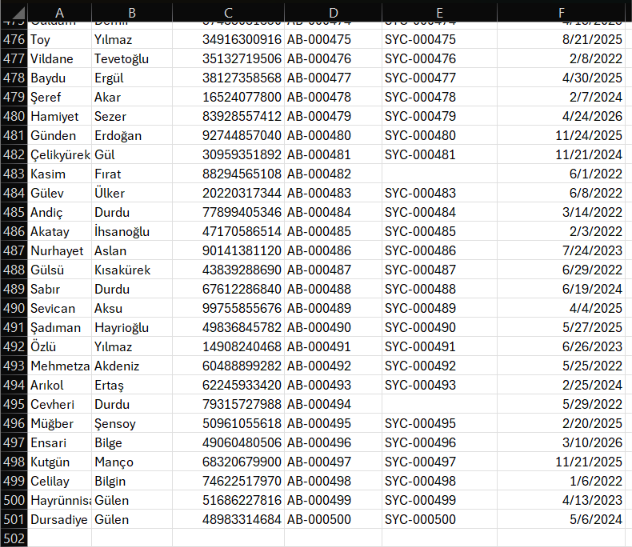 A B C D E F
476 Toy Yılmaz 34916300916 AB-000475 SYC-000475 8/21/2025
477 Vildane Tevetoğlu 35132719506 AB-000476 SYC-000476 2/8/2022
478 Baydu Ergül 38127358568 AB-000477 SYC-000477 4/30/2025
479 Şeref Akar 16524077800 AB-000478 SYC-000478 2/7/2024
480 Hamiyet Sezer 83928557412 AB-000479 SYC-000479 4/24/2026
481 Günden Erdoğan 92744857040 AB-000480 SYC-000480 11/24/2025
482 Çelikyürek Gül 30959351892 AB-000481 SYC-000481 11/21/2024
483 Kasim Fırat 88294565108 AB-000482 6/1/2022
484 Gülev Ülker 20220317344 AB-000483 SYC-000483 6/8/2022
485 Andiç Durdu 77899405346 AB-000484 SYC-000484 3/14/2022
486 Akatay İhsanoğlu 47170586514 AB-000485 SYC-000485 2/3/2022
487 Nurhayet Aslan 90141381120 AB-000486 SYC-000486 7/24/2023
488 Gülsü Kısakürek 43839288690 AB-000487 SYC-000487 6/29/2022
489 Sabır Durdu 67612286840 AB-000488 SYC-000488 6/19/2024
490 Sevican Aksu 99755855676 AB-000489 SYC-000489 4/4/2025
491 Şadıman Hayrioğlu 49836845782 AB-000490 SYC-000490 5/27/2025
492 Özlü Yılmaz 14908240468 AB-000491 SYC-000491 6/26/2023
493 Mehmetza Akdeniz 60488899282 AB-000492 SYC-000492 5/25/2022
494 Arıkol Ertaş 62245933420 AB-000493 SYC-000493 2/25/2024
495 Cevheri Durdu 79315727988 AB-000494 5/29/2022
496 Müğber Şensoy 50961055618 AB-000495 SYC-000495 2/20/2025
497 Ensari Bilge 49060480506 AB-000496 SYC-000496 3/10/2026
498 Kutgün Manço 68320679900 AB-000497 SYC-000497 11/21/2025
499 Celilay Bilgin 74622517970 AB-000498 SYC-000498 1/6/2022
500 Hayrünnisa Gülen 51686227816 AB-000499 SYC-000499 4/13/2023
501 Dursadiye Gülen 48983314684 AB-000500 SYC-000500 5/6/2024
502